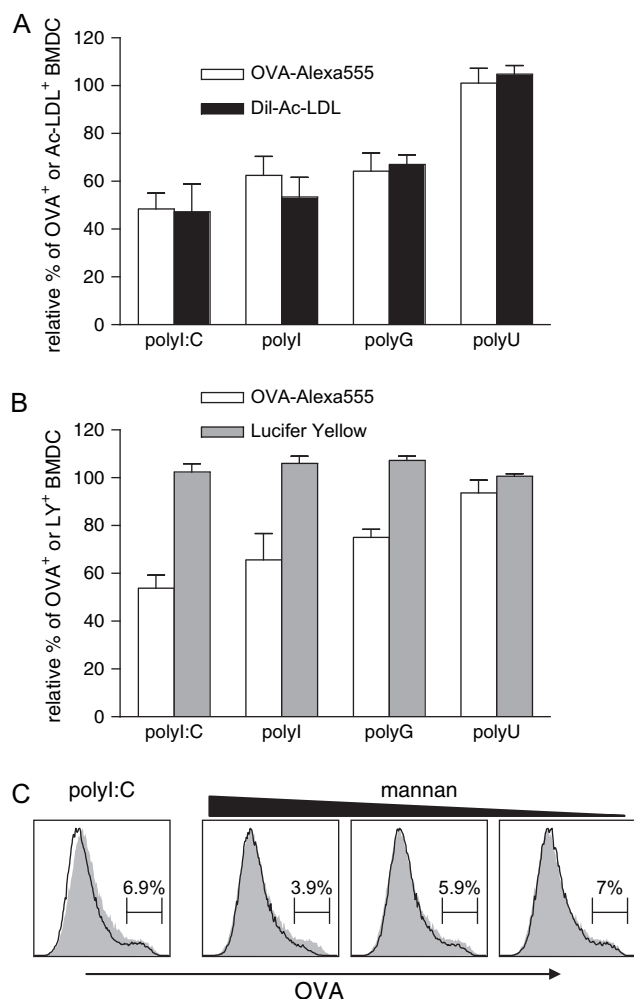 A
relative % of OVA+ or Ac-LDL+ BMDC
120
100
80
60
40
20
0
OVA-Alexa555
Dil-Ac-LDL
polyI:C polyI polyG polyU
B
relative % of OVA+ or LY+ BMDC
OVA-Alexa555
Lucifer Yellow
120
100
80
60
40
20
0
polyI:C polyI polyG polyU
C
polyI:C mannan
6.9% 3.9% 5.9% 7%
OVA